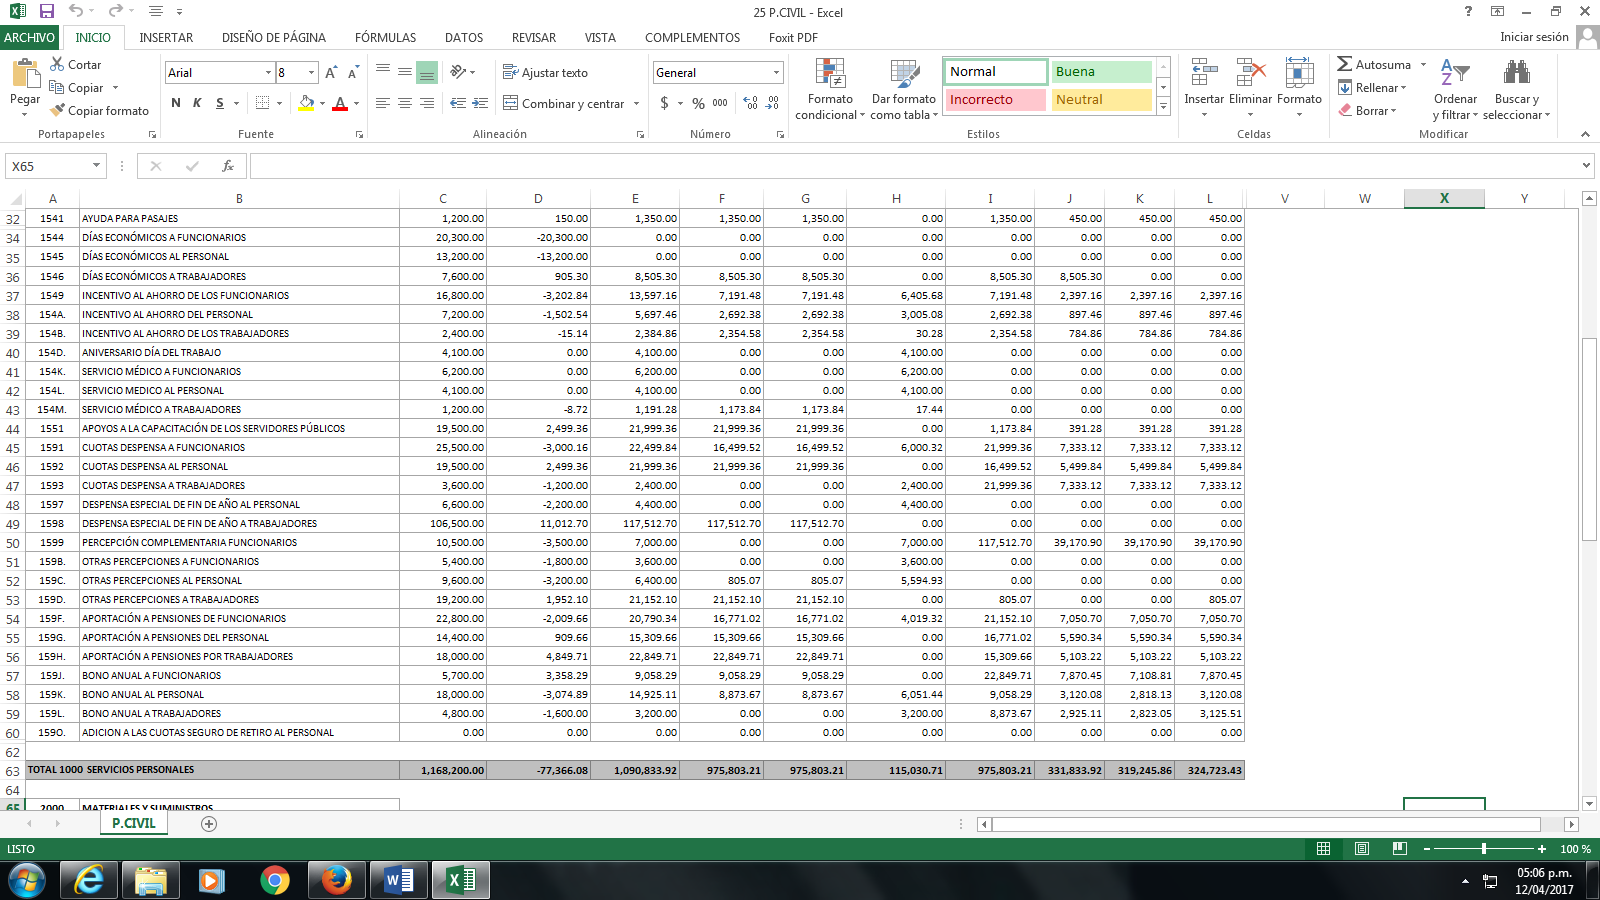 25 P.CIVIL - Excel
ARCHIVO INICIO INSERTAR DISEÑO DE PÁGINA FÓRMULAS DATOS REVISAR VISTA COMPLEMENTOS Foxit PDF Iniciar sesión
Pegar Cortar Copiar Copiar formato Portapapeles
Arial 8 N K S Fuente
Ajustar texto Combinar y centrar Alineación
General $ % 000 Número
Formato condicional Dar formato como tabla Normal Buena Incorrecto Neutral Estilos
Insertar Eliminar Formato Celdas
Autosuma Rellenar Borrar Ordenar y filtrar Buscar y seleccionar Modificar
X65 fx
A B C D E F G H I J K L V W X Y
32 1541 AYUDA PARA PASAJES 1,200.00 150.00 1,350.00 1,350.00 1,350.00 0.00 1,350.00 450.00 450.00 450.00
34 1544 DÍAS ECONÓMICOS A FUNCIONARIOS 20,300.00 -20,300.00 0.00 0.00 0.00 0.00 0.00 0.00 0.00 0.00
35 1545 DÍAS ECONÓMICOS AL PERSONAL 13,200.00 -13,200.00 0.00 0.00 0.00 0.00 0.00 0.00 0.00 0.00
36 1546 DÍAS ECONÓMICOS A TRABAJADORES 7,600.00 905.30 8,505.30 8,505.30 8,505.30 0.00 8,505.30 8,505.30 0.00 0.00
37 1549 INCENTIVO AL AHORRO DE LOS FUNCIONARIOS 16,800.00 -3,202.84 13,597.16 7,191.48 7,191.48 6,405.68 7,191.48 2,397.16 2,397.16 2,397.16
38 154A. INCENTIVO AL AHORRO DEL PERSONAL 7,200.00 -1,502.54 5,697.46 2,692.38 2,692.38 3,005.08 2,692.38 897.46 897.46 897.46
39 154B. INCENTIVO AL AHORRO DE LOS TRABAJADORES 2,400.00 -15.14 2,384.86 2,354.58 2,354.58 30.28 2,354.58 784.86 784.86 784.86
40 154D. ANIVERSARIO DÍA DEL TRABAJO 4,100.00 0.00 4,100.00 0.00 0.00 4,100.00 0.00 0.00 0.00 0.00
41 154K. SERVICIO MÉDICO A FUNCIONARIOS 6,200.00 0.00 6,200.00 0.00 0.00 6,200.00 0.00 0.00 0.00 0.00
42 154L. SERVICIO MEDICO AL PERSONAL 4,100.00 0.00 4,100.00 0.00 0.00 4,100.00 0.00 0.00 0.00 0.00
43 154M. SERVICIO MÉDICO A TRABAJADORES 1,200.00 -8.72 1,191.28 1,173.84 1,173.84 17.44 0.00 0.00 0.00 0.00
44 1551 APOYOS A LA CAPACITACIÓN DE LOS SERVIDORES PÚBLICOS 19,500.00 2,499.36 21,999.36 21,999.36 21,999.36 0.00 1,173.84 391.28 391.28 391.28
45 1591 CUOTAS DESPENSA A FUNCIONARIOS 25,500.00 -3,000.16 22,499.84 16,499.52 16,499.52 6,000.32 21,999.36 7,333.12 7,333.12 7,333.12
46 1592 CUOTAS DESPENSA AL PERSONAL 19,500.00 2,499.36 21,999.36 21,999.36 21,999.36 0.00 16,499.52 5,499.84 5,499.84 5,499.84
47 1593 CUOTAS DESPENSA A TRABAJADORES 3,600.00 -1,200.00 2,400.00 0.00 0.00 2,400.00 21,999.36 7,333.12 7,333.12 7,333.12
48 1597 DESPENSA ESPECIAL DE FIN DE AÑO AL PERSONAL 6,600.00 -2,200.00 4,400.00 0.00 0.00 4,400.00 0.00 0.00 0.00 0.00
49 1598 DESPENSA ESPECIAL DE FIN DE AÑO A TRABAJADORES 106,500.00 11,012.70 117,512.70 117,512.70 117,512.70 0.00 0.00 0.00 0.00 0.00
50 1599 PERCEPCIÓN COMPLEMENTARIA FUNCIONARIOS 10,500.00 -3,500.00 7,000.00 0.00 0.00 7,000.00 117,512.70 39,170.90 39,170.90 39,170.90
51 159B. OTRAS PERCEPCIONES A FUNCIONARIOS 5,400.00 -1,800.00 3,600.00 0.00 0.00 3,600.00 0.00 0.00 0.00 0.00
52 159C. OTRAS PERCEPCIONES AL PERSONAL 9,600.00 -3,200.00 6,400.00 805.07 805.07 5,594.93 0.00 0.00 0.00 0.00
53 159D. OTRAS PERCEPCIONES A TRABAJADORES 19,200.00 1,952.10 21,152.10 21,152.10 21,152.10 0.00 805.07 0.00 0.00 805.07
54 159F. APORTACIÓN A PENSIONES DE FUNCIONARIOS 22,800.00 -2,009.66 20,790.34 16,771.02 16,771.02 4,019.32 21,152.10 7,050.70 7,050.70 7,050.70
55 159G. APORTACIÓN A PENSIONES DEL PERSONAL 14,400.00 909.66 15,309.66 15,309.66 15,309.66 0.00 16,771.02 5,590.34 5,590.34 5,590.34
56 159H. APORTACIÓN A PENSIONES POR TRABAJADORES 18,000.00 4,849.71 22,849.71 22,849.71 22,849.71 0.00 15,309.66 5,103.22 5,103.22 5,103.22
57 159J. BONO ANUAL A FUNCIONARIOS 5,700.00 3,358.29 9,058.29 9,058.29 9,058.29 0.00 22,849.71 7,870.45 7,108.81 7,870.45
58 159K. BONO ANUAL AL PERSONAL 18,000.00 -3,074.89 14,925.11 8,873.67 8,873.67 6,051.44 9,058.29 3,120.08 2,818.13 3,120.08
59 159L. BONO ANUAL A TRABAJADORES 4,800.00 -1,600.00 3,200.00 0.00 0.00 3,200.00 8,873.67 2,925.11 2,823.05 3,125.51
60 159O. ADICION A LAS CUOTAS SEGURO DE RETIRO AL PERSONAL 0.00 0.00 0.00 0.00 0.00 0.00 0.00 0.00 0.00 0.00
62
63 TOTAL 1000 SERVICIOS PERSONALES 1,168,200.00 -77,366.08 1,090,833.92 975,803.21 975,803.21 115,030.71 975,803.21 331,833.92 319,245.86 324,723.43
64
65 2000 MATERIALES Y SUMINISTROS
P.CIVIL
LISTO 100 %
05:06 p.m.
12/04/2017